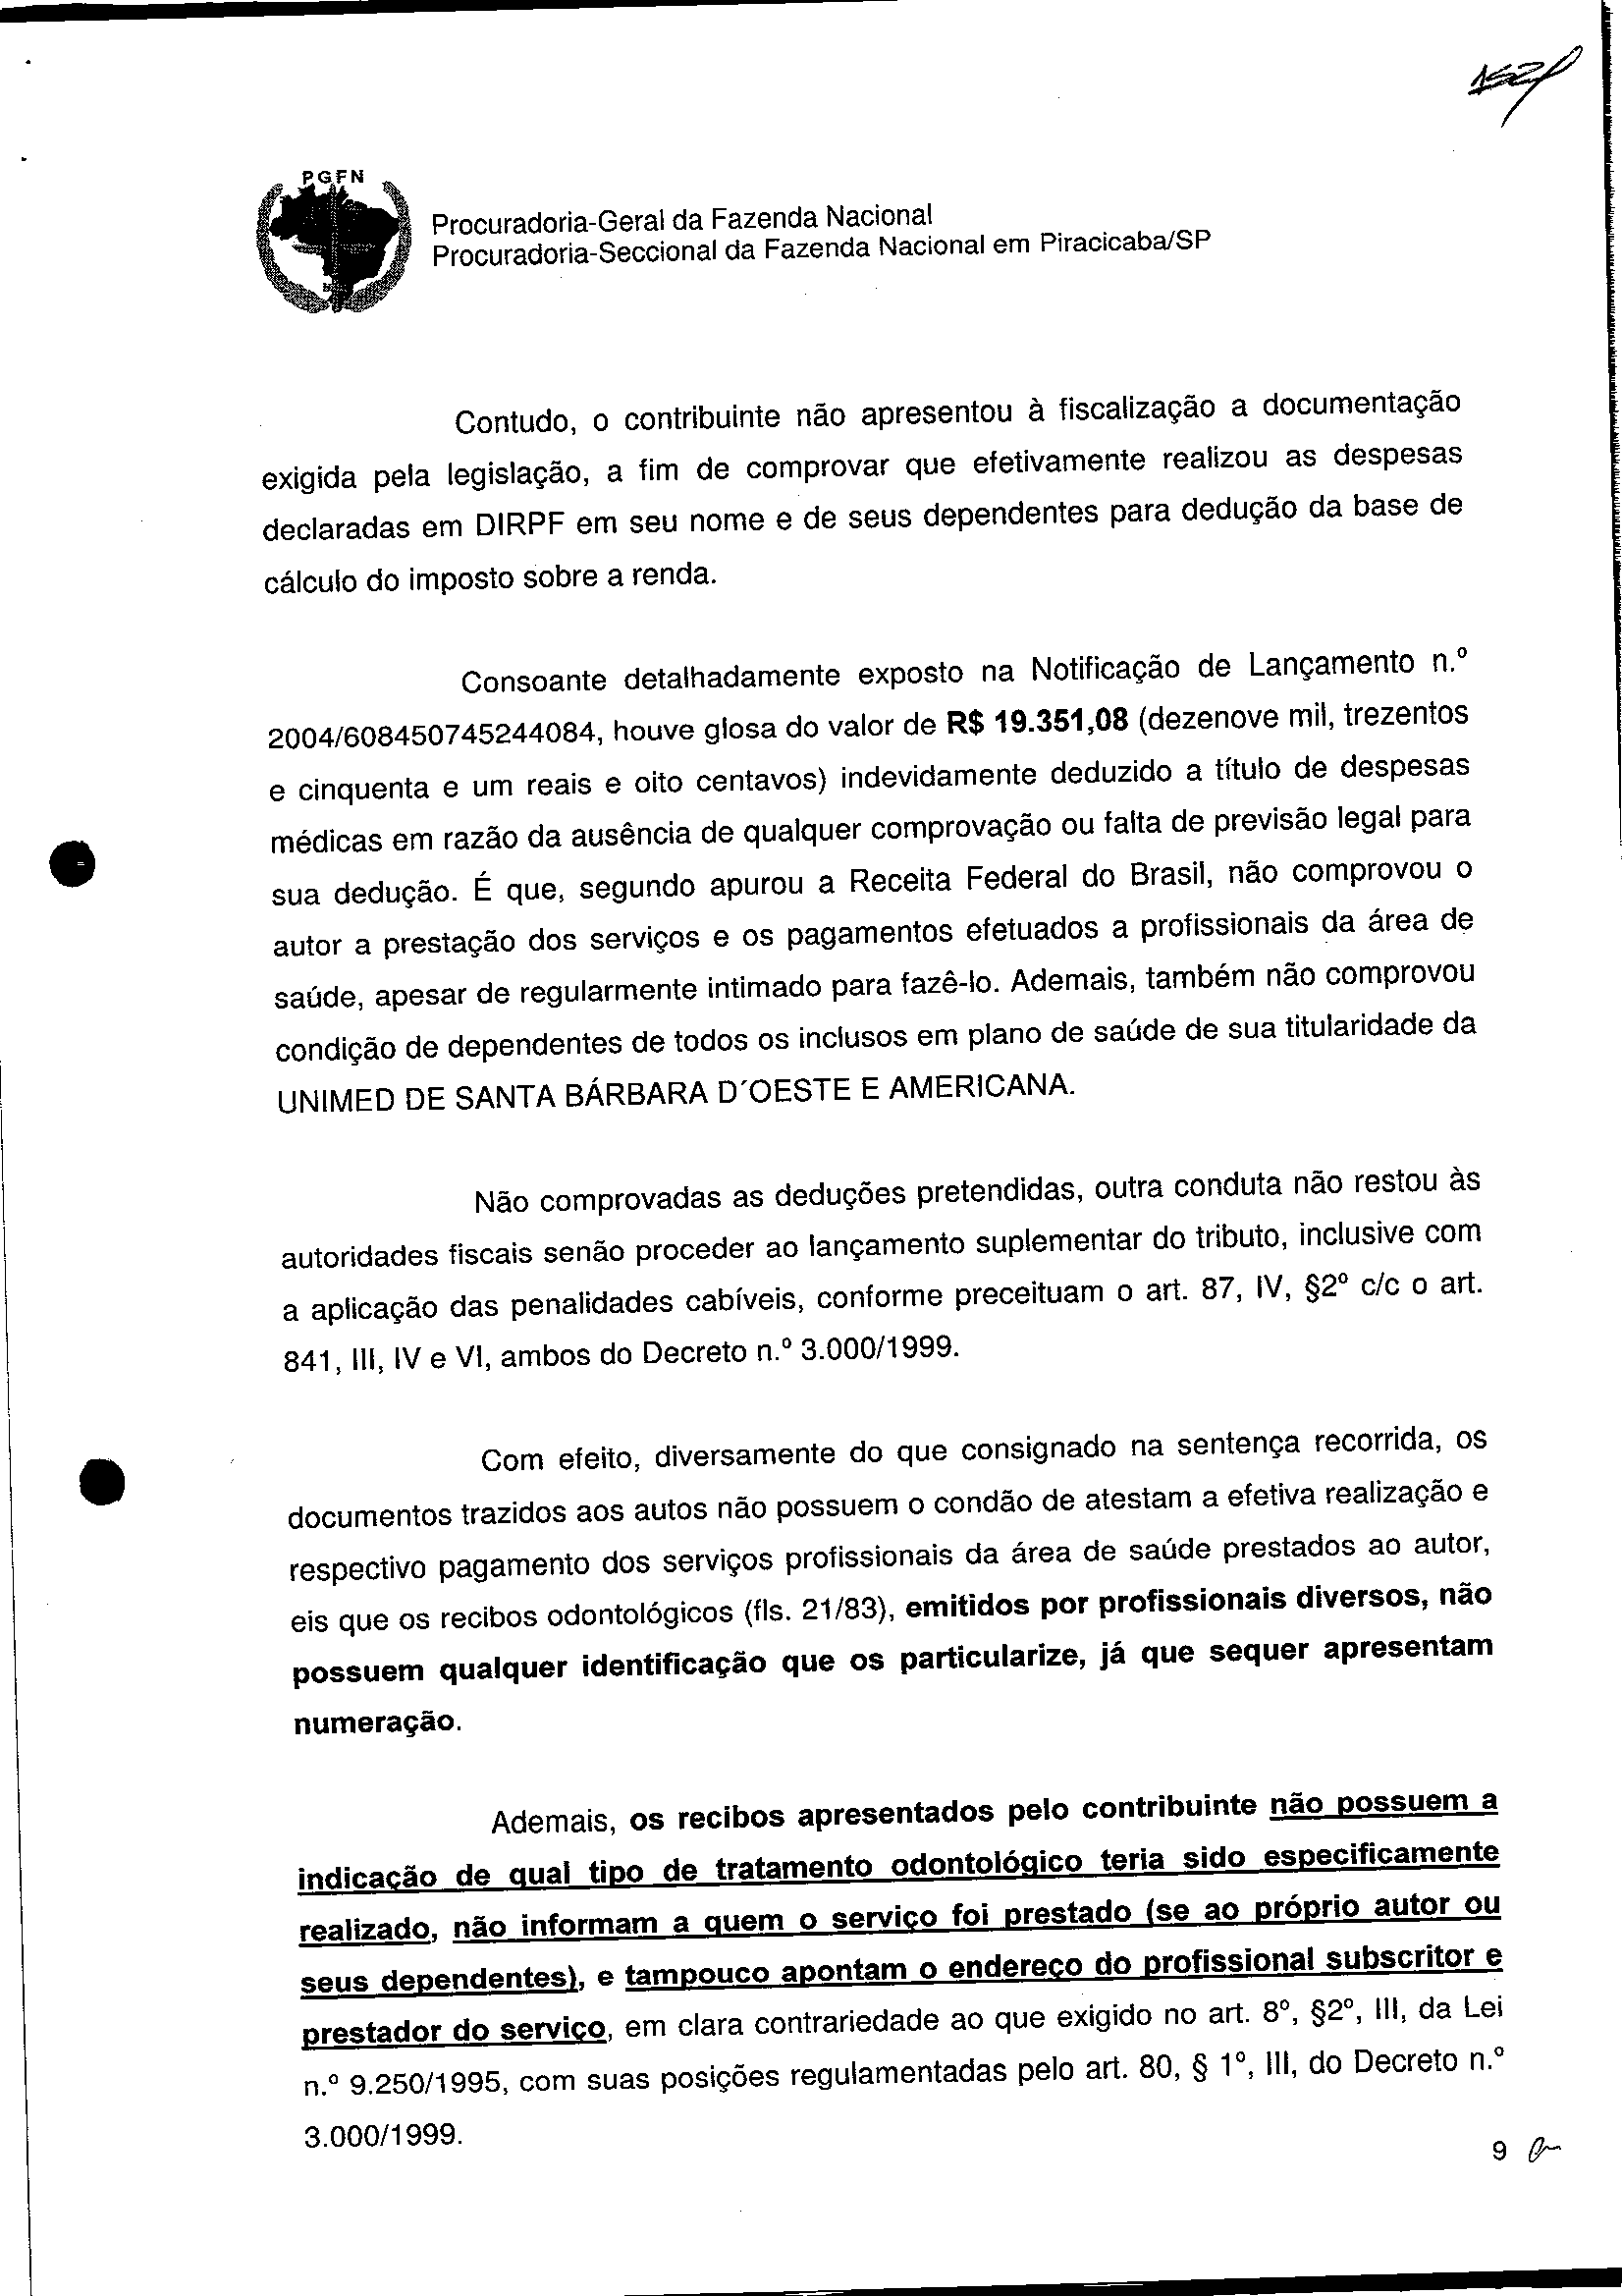 152
PGFN
Procuradoria-Geral da Fazenda Nacional
Procuradoria-Seccional da Fazenda Nacional em Piracicaba/SP
Contudo, o contribuinte não apresentou à fiscalização a documentação
exigida pela legislação, a fim de comprovar que efetivamente realizou as despesas
declaradas em DIRPF em seu nome e de seus dependentes para dedução da base de
cálculo do imposto sobre a renda.
Consoante detalhadamente exposto na Notificação de Lançamento n.º
2004/608450745244084, houve glosa do valor de R$ 19.351,08 (dezenove mil, trezentos
e cinquenta e um reais e oito centavos) indevidamente deduzido a título de despesas
médicas em razão da ausência de qualquer comprovação ou falta de previsão legal para
sua dedução. É que, segundo apurou a Receita Federal do Brasil, não comprovou o
autor a prestação dos serviços e os pagamentos efetuados a profissionais da área de
saúde, apesar de regularmente intimado para fazê-lo. Ademais, também não comprovou
condição de dependentes de todos os inclusos em plano de saúde de sua titularidade da
UNIMED DE SANTA BÁRBARA D´OESTE E AMERICANA.
Não comprovadas as deduções pretendidas, outra conduta não restou às
autoridades fiscais senão proceder ao lançamento suplementar do tributo, inclusive com
a aplicação das penalidades cabíveis, conforme preceituam o art. 87, IV, §2º c/c o art.
841, III, IV e VI, ambos do Decreto n.º 3.000/1999.
Com efeito, diversamente do que consignado na sentença recorrida, os
documentos trazidos aos autos não possuem o condão de atestam a efetiva realização e
respectivo pagamento dos serviços profissionais da área de saúde prestados ao autor,
eis que os recibos odontológicos (fls. 21/83), emitidos por profissionais diversos, não
possuem qualquer identificação que os particularize, já que sequer apresentam
numeração.
Ademais, os recibos apresentados pelo contribuinte não possuem a
indicação de qual tipo de tratamento odontológico teria sido especificamente
realizado, não informam a quem o serviço foi prestado (se ao próprio autor ou
seus dependentes), e tampouco apontam o endereço do profissional subscritor e
prestador do serviço, em clara contrariedade ao que exigido no art. 8º, §2º, III, da Lei
n.º 9.250/1995, com suas posições regulamentadas pelo art. 80, § 1º, III, do Decreto n.º
3.000/1999.
9